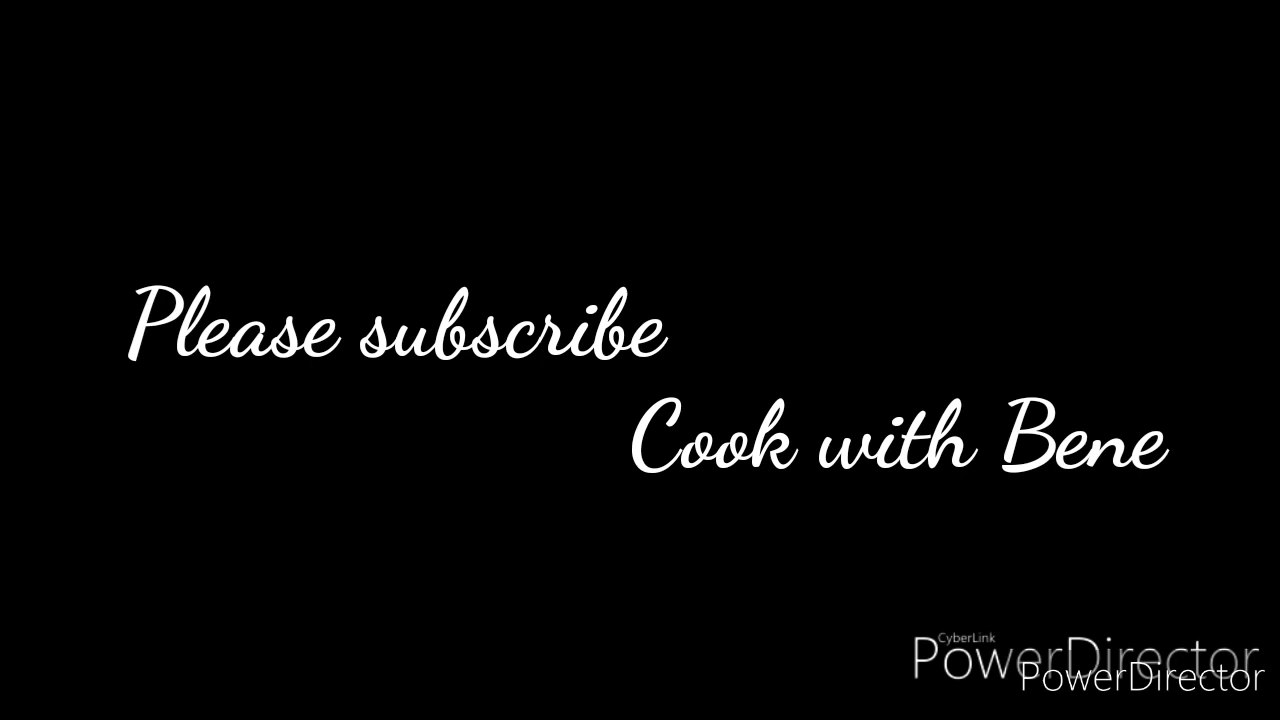 Please subscribe
Cook with Bene
CyberLink
PowerDirector
PowerDirector